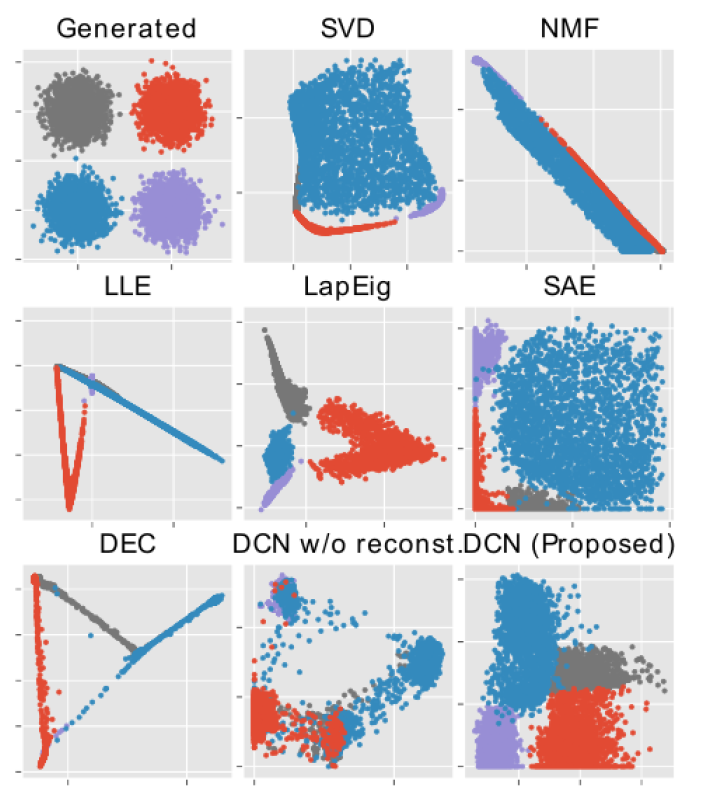 Generated SVD NMF
LLE LapEig SAE
DEC DCN w/o reconst. DCN (Proposed)